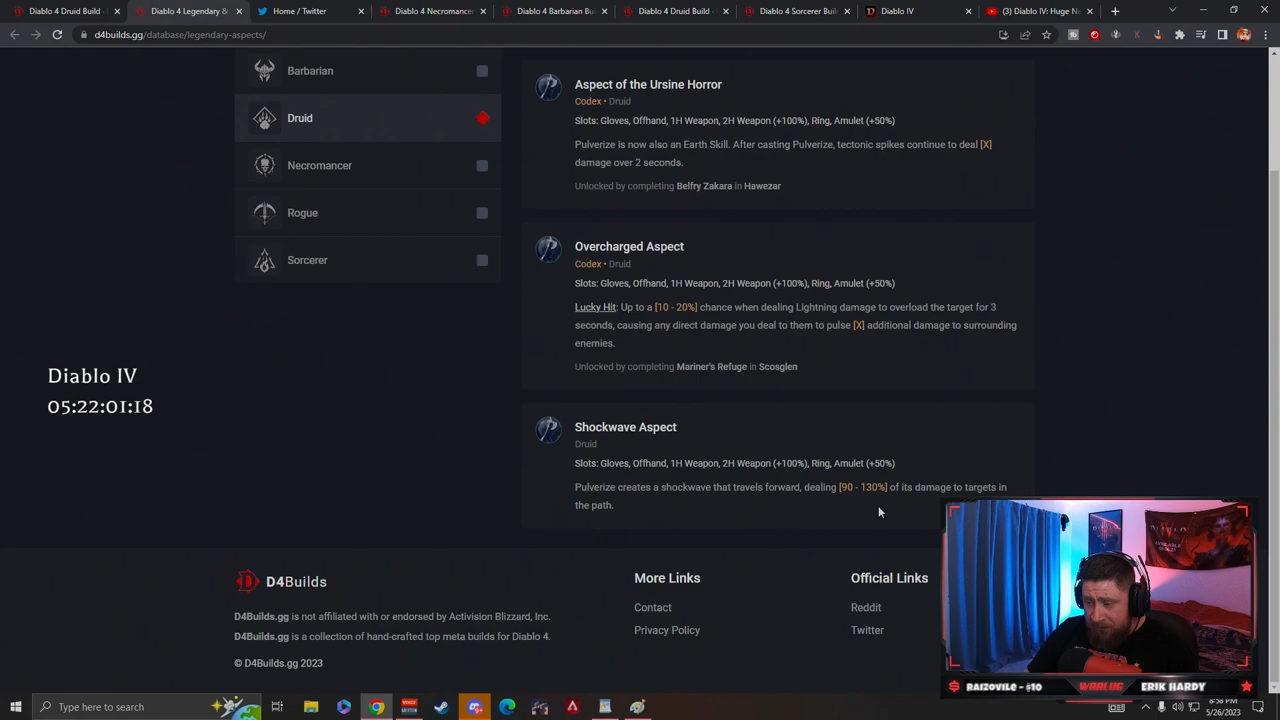 Diablo 4 Druid Build -
Diablo 4 Legendary &
Home / Twitter
Diablo 4 Necromance
Diablo 4 Barbarian Bu
Diablo 4 Druid Build -
Diablo 4 Sorcerer Buil
Diablo IV
(3) Diablo IV: Huge Ne
d4builds.gg/database/legendary-aspects/
Barbarian
Druid
Necromancer
Rogue
Sorcerer
Aspect of the Ursine Horror
Codex • Druid
Slots: Gloves, Offhand, 1H Weapon, 2H Weapon (+100%), Ring, Amulet (+50%)
Pulverize is now also an Earth Skill. After casting Pulverize, tectonic spikes continue to deal [X]
damage over 2 seconds.
Unlocked by completing Belfry Zakara in Hawezar
Overcharged Aspect
Codex • Druid
Slots: Gloves, Offhand, 1H Weapon, 2H Weapon (+100%), Ring, Amulet (+50%)
Lucky Hit: Up to a [10 - 20%] chance when dealing Lightning damage to overload the target for 3
seconds, causing any direct damage you deal to them to pulse [X] additional damage to surrounding
enemies.
Unlocked by completing Mariner's Refuge in Scosglen
Shockwave Aspect
Druid
Slots: Gloves, Offhand, 1H Weapon, 2H Weapon (+100%), Ring, Amulet (+50%)
Pulverize creates a shockwave that travels forward, dealing [90 - 130%] of its damage to targets in
the path.
Diablo IV
05:22:01:18
D4Builds
D4Builds.gg is not affiliated with or endorsed by Activision Blizzard, Inc.
D4Builds.gg is a collection of hand-crafted top meta builds for Diablo 4.
© D4Builds.gg 2023
More Links
Contact
Privacy Policy
Official Links
Reddit
Twitter
RAIZOVILE - $10
WARLUG
ERIK HARDY
Type here to search
8:58 PM
5/26/2023